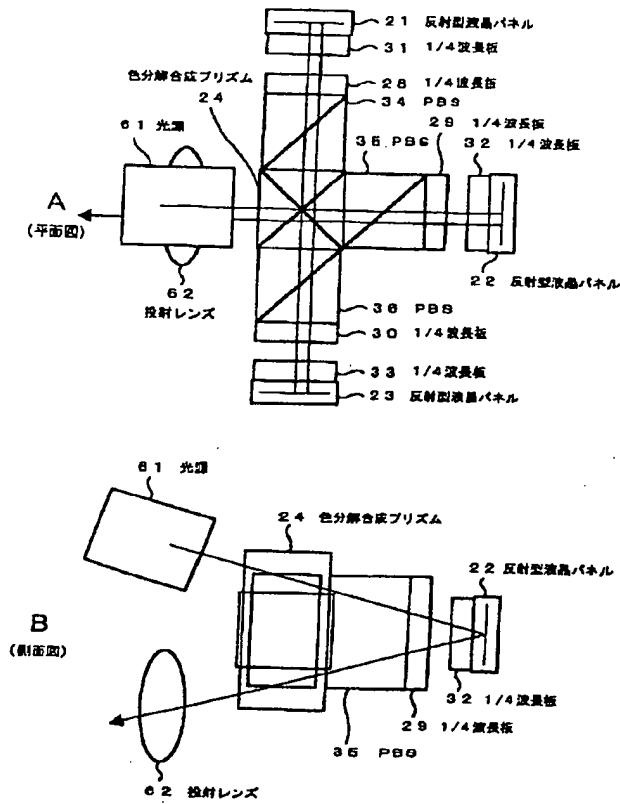 21 反射型液晶パネル
31 1/4波長板
色分解合成プリズム
24
28 1/4波長板
34 PBS
61 光源
35 PBS
29 1/4波長板
32 1/4波長板
A
(平面図)
22 反射型液晶パネル
62
投射レンズ
36 PBS
30 1/4波長板
33 1/4波長板
23 反射型液晶パネル
61 光源
24 色分解合成プリズム
22 反射型液晶パネル
B
(側面図)
32 1/4波長板
29 1/4波長板
35 PBS
62 投射レンズ